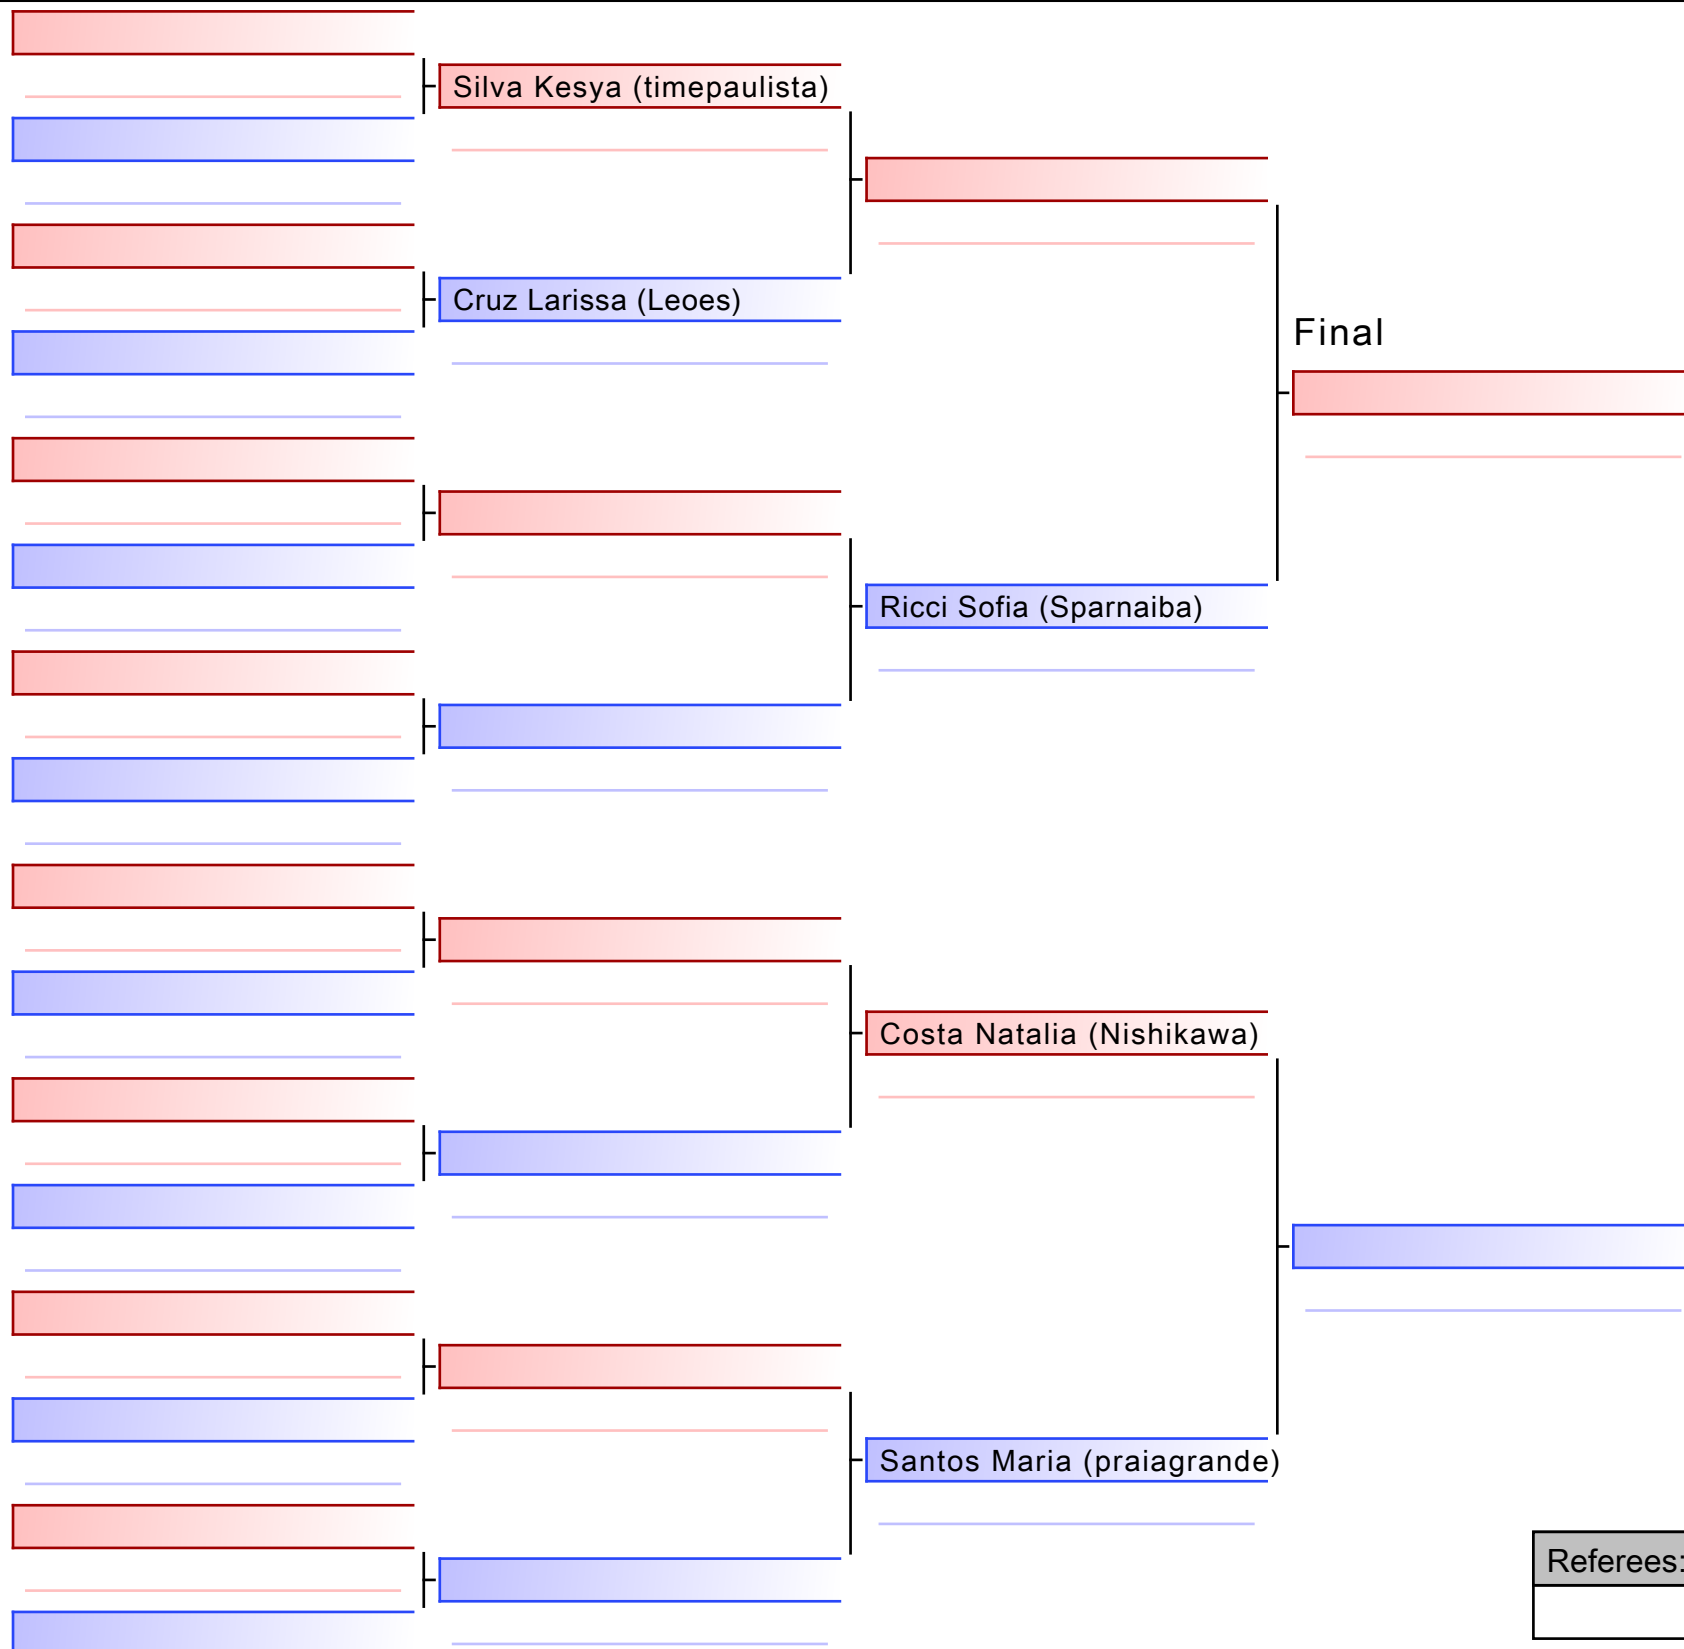 Silva Kesya (timepaulista)
Cruz Larissa (Leoes)
Final
Ricci Sofia (Sparnaiba)
Costa Natalia (Nishikawa)
Santos Maria (praiagrande)
Referees: